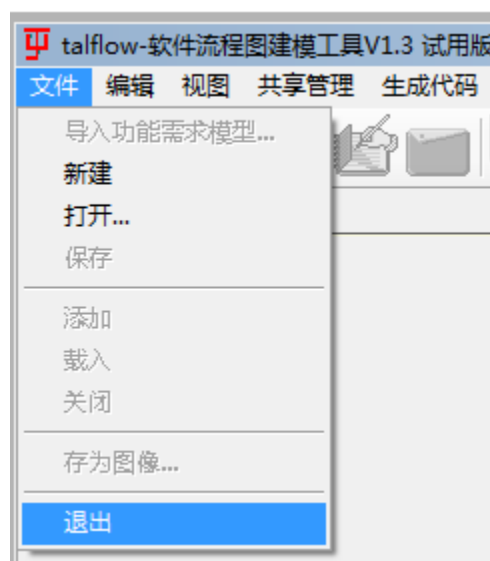 talflow-软件流程图建模工具V1.3 试用版
文件 编辑 视图 共享管理 生成代码
导入功能需求模型...
新建
打开...
保存
添加
载入
关闭
存为图像...
退出